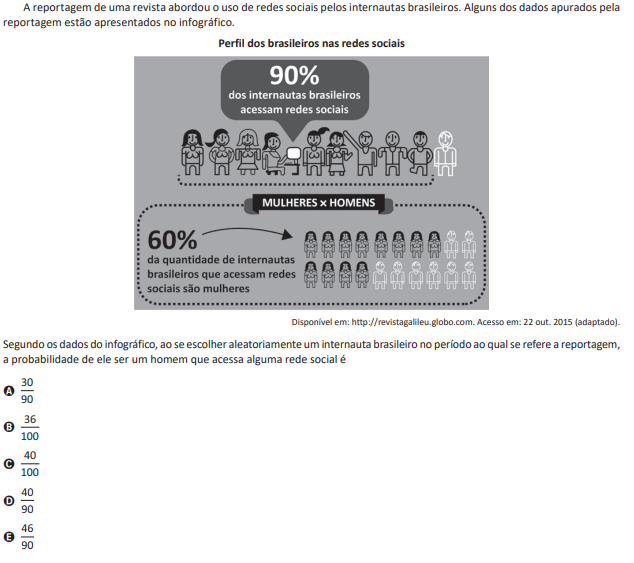 A reportagem de uma revista abordou o uso de redes sociais pelos internautas brasileiros. Alguns dos dados apurados pela
reportagem estão apresentados no infográfico.
Perfil dos brasileiros nas redes sociais
90%
dos internautas brasileiros
acessam redes sociais
MULHERES x HOMENS
60%
da quantidade de internautas
brasileiros que acessam redes
sociais são mulheres
Disponível em: http://revistagalileu.globo.com. Acesso em: 22 out. 2015 (adaptado).
Segundo os dados do infográfico, ao se escolher aleatoriamente um internauta brasileiro no período ao qual se refere a reportagem,
a probabilidade de ele ser um homem que acessa alguma rede social é
A 30/90
B 36/100
C 40/100
D 40/90
E 46/90